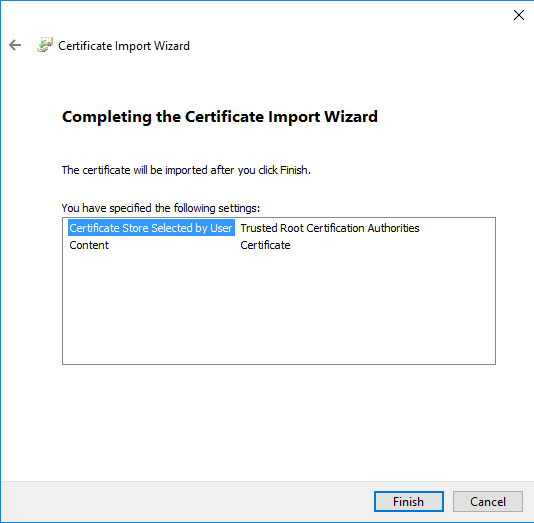 Certificate Import Wizard
Completing the Certificate Import Wizard
The certificate will be imported after you click Finish.
You have specified the following settings:
Certificate Store Selected by User Trusted Root Certification Authorities
Content Certificate
Finish Cancel